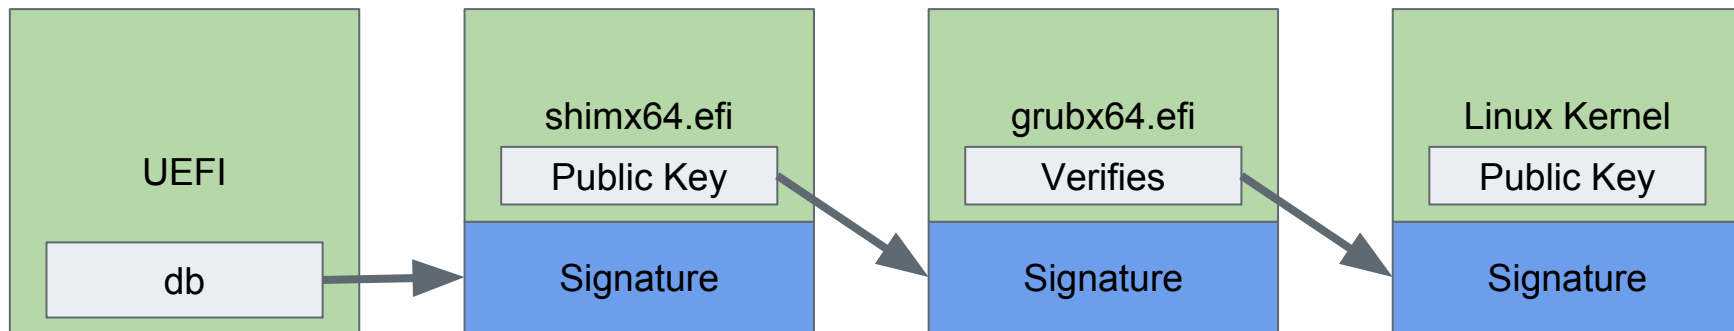 UEFI
db
shimx64.efi
Public Key
Signature
grubx64.efi
Verifies
Signature
Linux Kernel
Public Key
Signature